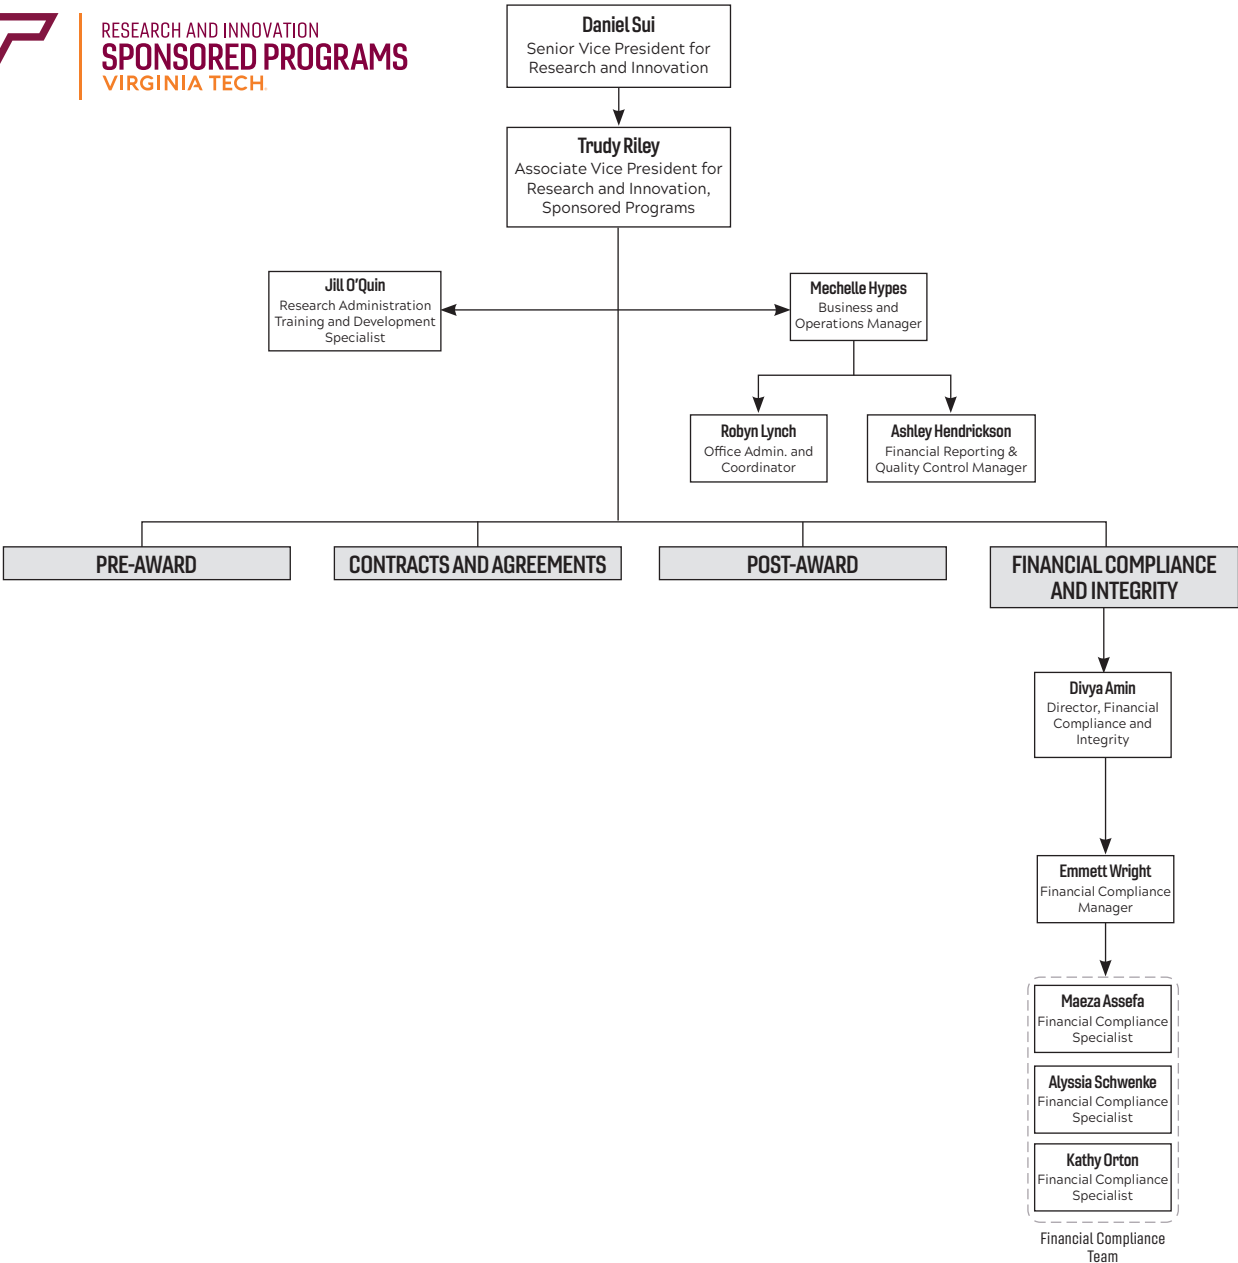 RESEARCH AND INNOVATION
SPONSORED PROGRAMS
VIRGINIA TECH
Daniel Sui
Senior Vice President for
Research and Innovation
Trudy Riley
Associate Vice President for
Research and Innovation,
Sponsored Programs
Jill O'Quin
Research Administration
Training and Development
Specialist
Mechelle Hypes
Business and
Operations Manager
Robyn Lynch
Office Admin. and
Coordinator
Ashley Hendrickson
Financial Reporting &
Quality Control Manager
PRE-AWARD
CONTRACTS AND AGREEMENTS
POST-AWARD
FINANCIAL COMPLIANCE
AND INTEGRITY
Divya Amin
Director, Financial
Compliance and
Integrity
Emmett Wright
Financial Compliance
Manager
Maeza Assefa
Financial Compliance
Specialist
Alyssia Schwenke
Financial Compliance
Specialist
Kathy Orton
Financial Compliance
Specialist
Financial Compliance
Team